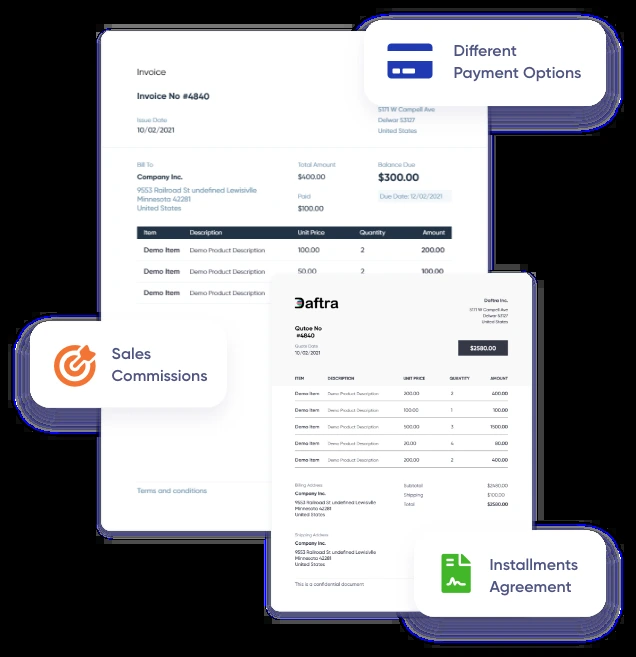 Different
Payment Options
Invoice
Invoice No #4840
Issue Date
10/02/2021
5171 W Campell Ave
Delwar 53127
United States
Bill To
Company Inc.
9553 Railroad St undefined Lewisivlle
Minnesota 42281
United States
Total Amount
$400.00
Paid
$100.00
Balance Due
$300.00
Due Date: 12/02/2021
Item Description Unit Price Quantity Amount
Demo Item Demo Product Description 100.00 2 200.00
Demo Item Demo Product Description 50.00 2 100.00
Demo Item Demo Product Description
Sales
Commissions
Terms and conditions
Daftra
Daftra Inc.
5171 W Campell Ave
Delwar 53127
United States
Qutoe No
#4840
Quote Date
10/02/2021
$2580.00
ITEM DESCRIPTION UNIT PRICE QUANTITY AMOUNT
Demo Item Demo Product Description 200.00 2 400.00
Demo Item Demo Product Description 100.00 1 100.00
Demo Item Demo Product Description 500.00 3 1500.00
Demo Item Demo Product Description 20.00 4 80.00
Demo Item Demo Product Description 200.00 2 400.00
Billing Address
Company Inc.
9553 Railroad St undefined Lewisville
Minnesota 42281
United States
Subtotal $2480.00
Shipping $100.00
Total $2580.00
Shipping Address
Company Inc.
9553 Railroad St undefined Lewisville
Minnesota 42281
United States
This is a confidential document
Installments
Agreement